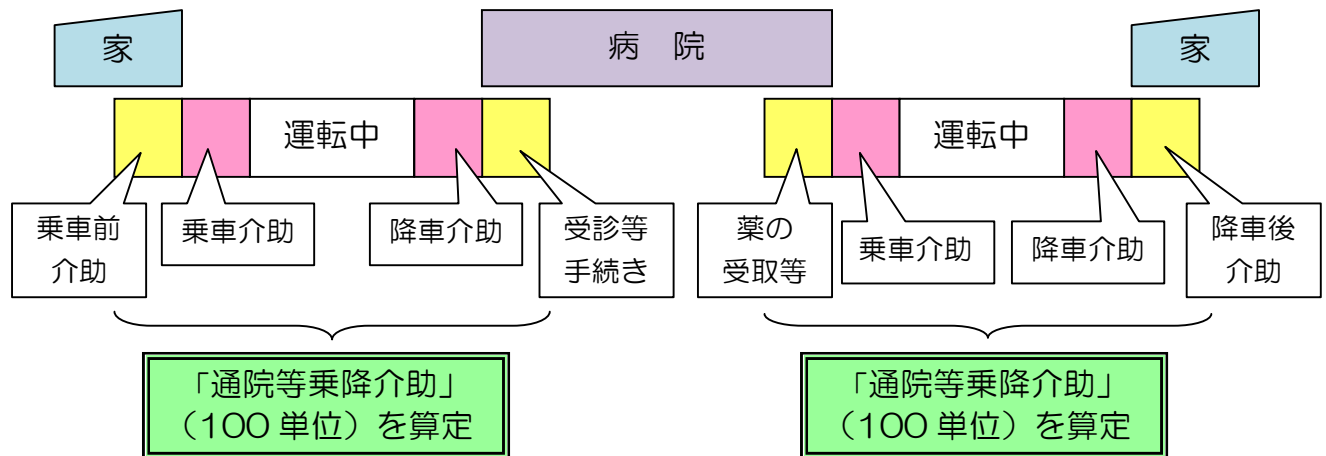 家
病 院
家
運転中
運転中
乗車前
介助
乗車介助
降車介助
受診等
手続き
薬の
受取等
乗車介助
降車介助
降車後
介助
「通院等乗降介助」
（100 単位）を算定
「通院等乗降介助」
（100 単位）を算定